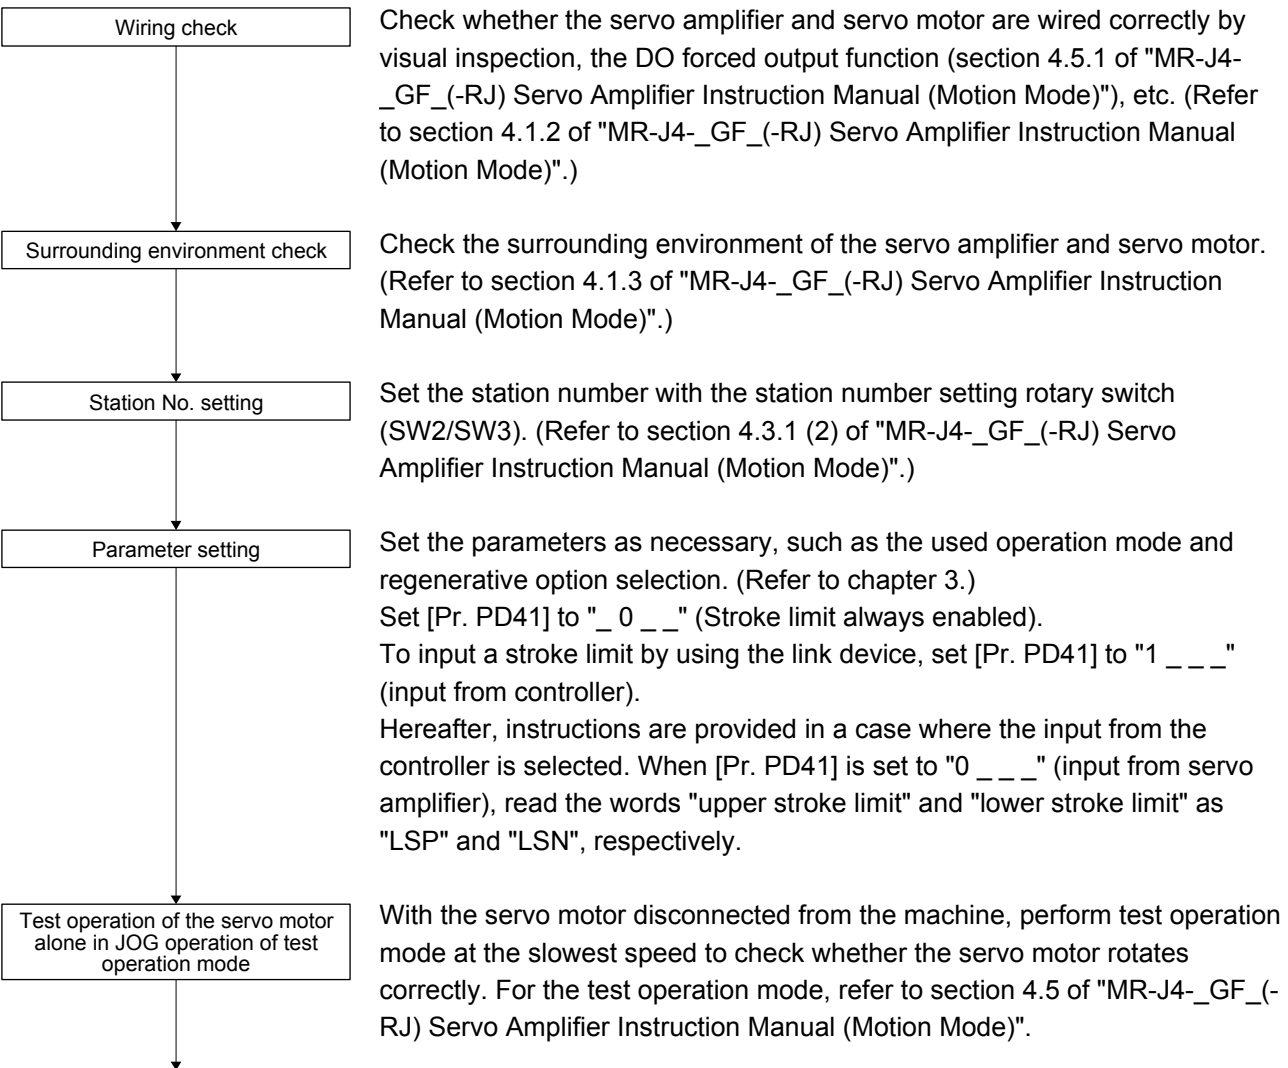 Wiring check
Check whether the servo amplifier and servo motor are wired correctly by
visual inspection, the DO forced output function (section 4.5.1 of "MR-J4-
_GF_(-RJ) Servo Amplifier Instruction Manual (Motion Mode)"), etc. (Refer
to section 4.1.2 of "MR-J4-_GF_(-RJ) Servo Amplifier Instruction Manual
(Motion Mode)".)
Surrounding environment check
Check the surrounding environment of the servo amplifier and servo motor.
(Refer to section 4.1.3 of "MR-J4-_GF_(-RJ) Servo Amplifier Instruction
Manual (Motion Mode)".)
Station No. setting
Set the station number with the station number setting rotary switch
(SW2/SW3). (Refer to section 4.3.1 (2) of "MR-J4-_GF_(-RJ) Servo
Amplifier Instruction Manual (Motion Mode)".)
Parameter setting
Set the parameters as necessary, such as the used operation mode and
regenerative option selection. (Refer to chapter 3.)
Set [Pr. PD41] to "_ 0 _ _" (Stroke limit always enabled).
To input a stroke limit by using the link device, set [Pr. PD41] to "1 _ _ _"
(input from controller).
Hereafter, instructions are provided in a case where the input from the
controller is selected. When [Pr. PD41] is set to "0 _ _ _" (input from servo
amplifier), read the words "upper stroke limit" and "lower stroke limit" as
"LSP" and "LSN", respectively.
Test operation of the servo motor
alone in JOG operation of test
operation mode
With the servo motor disconnected from the machine, perform test operation
mode at the slowest speed to check whether the servo motor rotates
correctly. For the test operation mode, refer to section 4.5 of "MR-J4-_GF_(-
RJ) Servo Amplifier Instruction Manual (Motion Mode)".